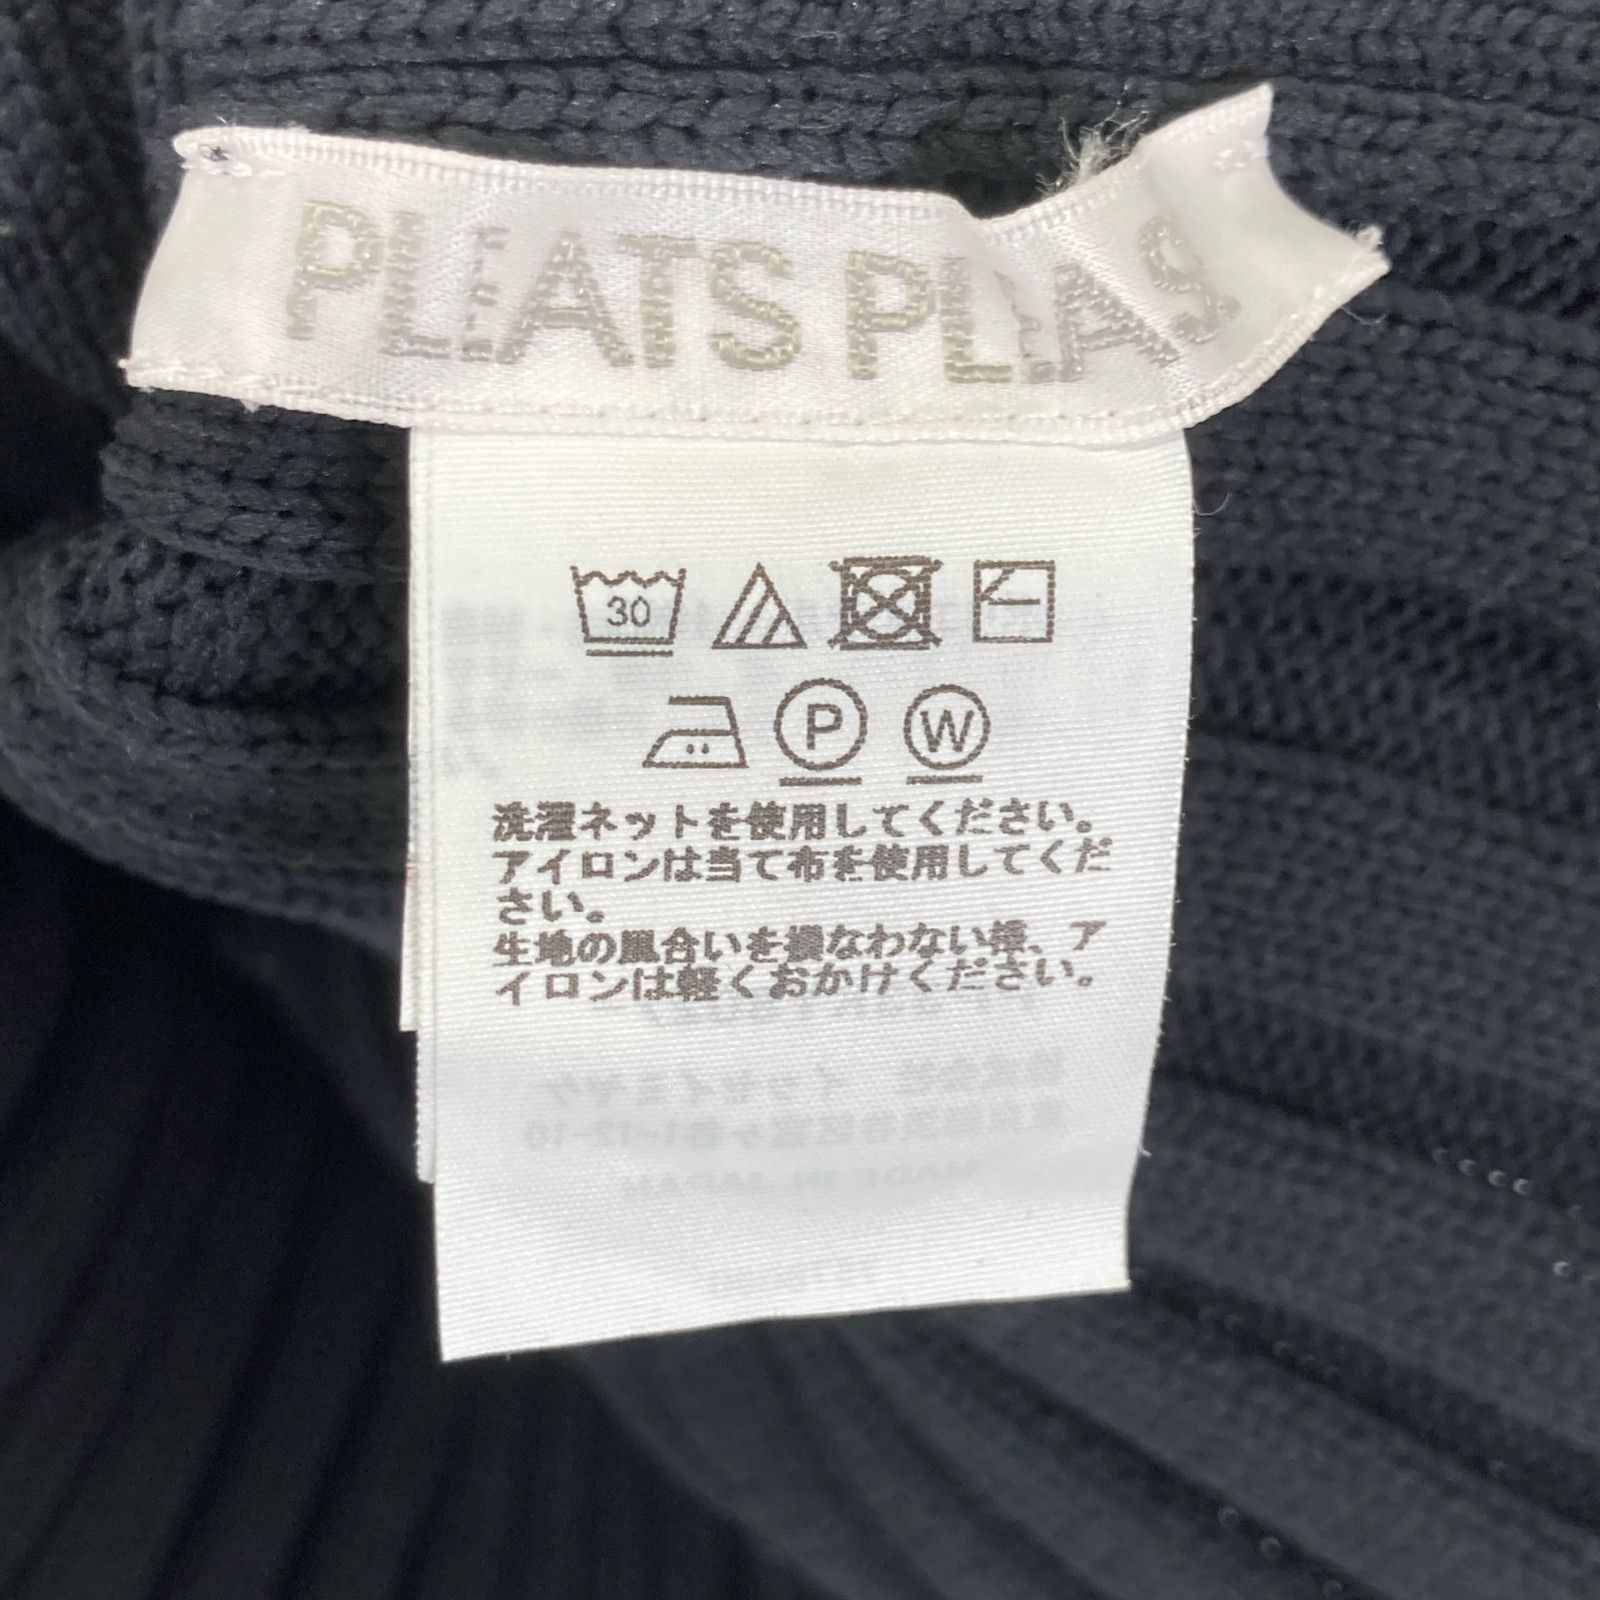 PLEATS PLEAS
30
P W
洗濯ネットを使用してください。
アイロンは当て布を使用してくだ
さい。
生地の風合いを損なわない様、ア
イロンは軽くおかけください。